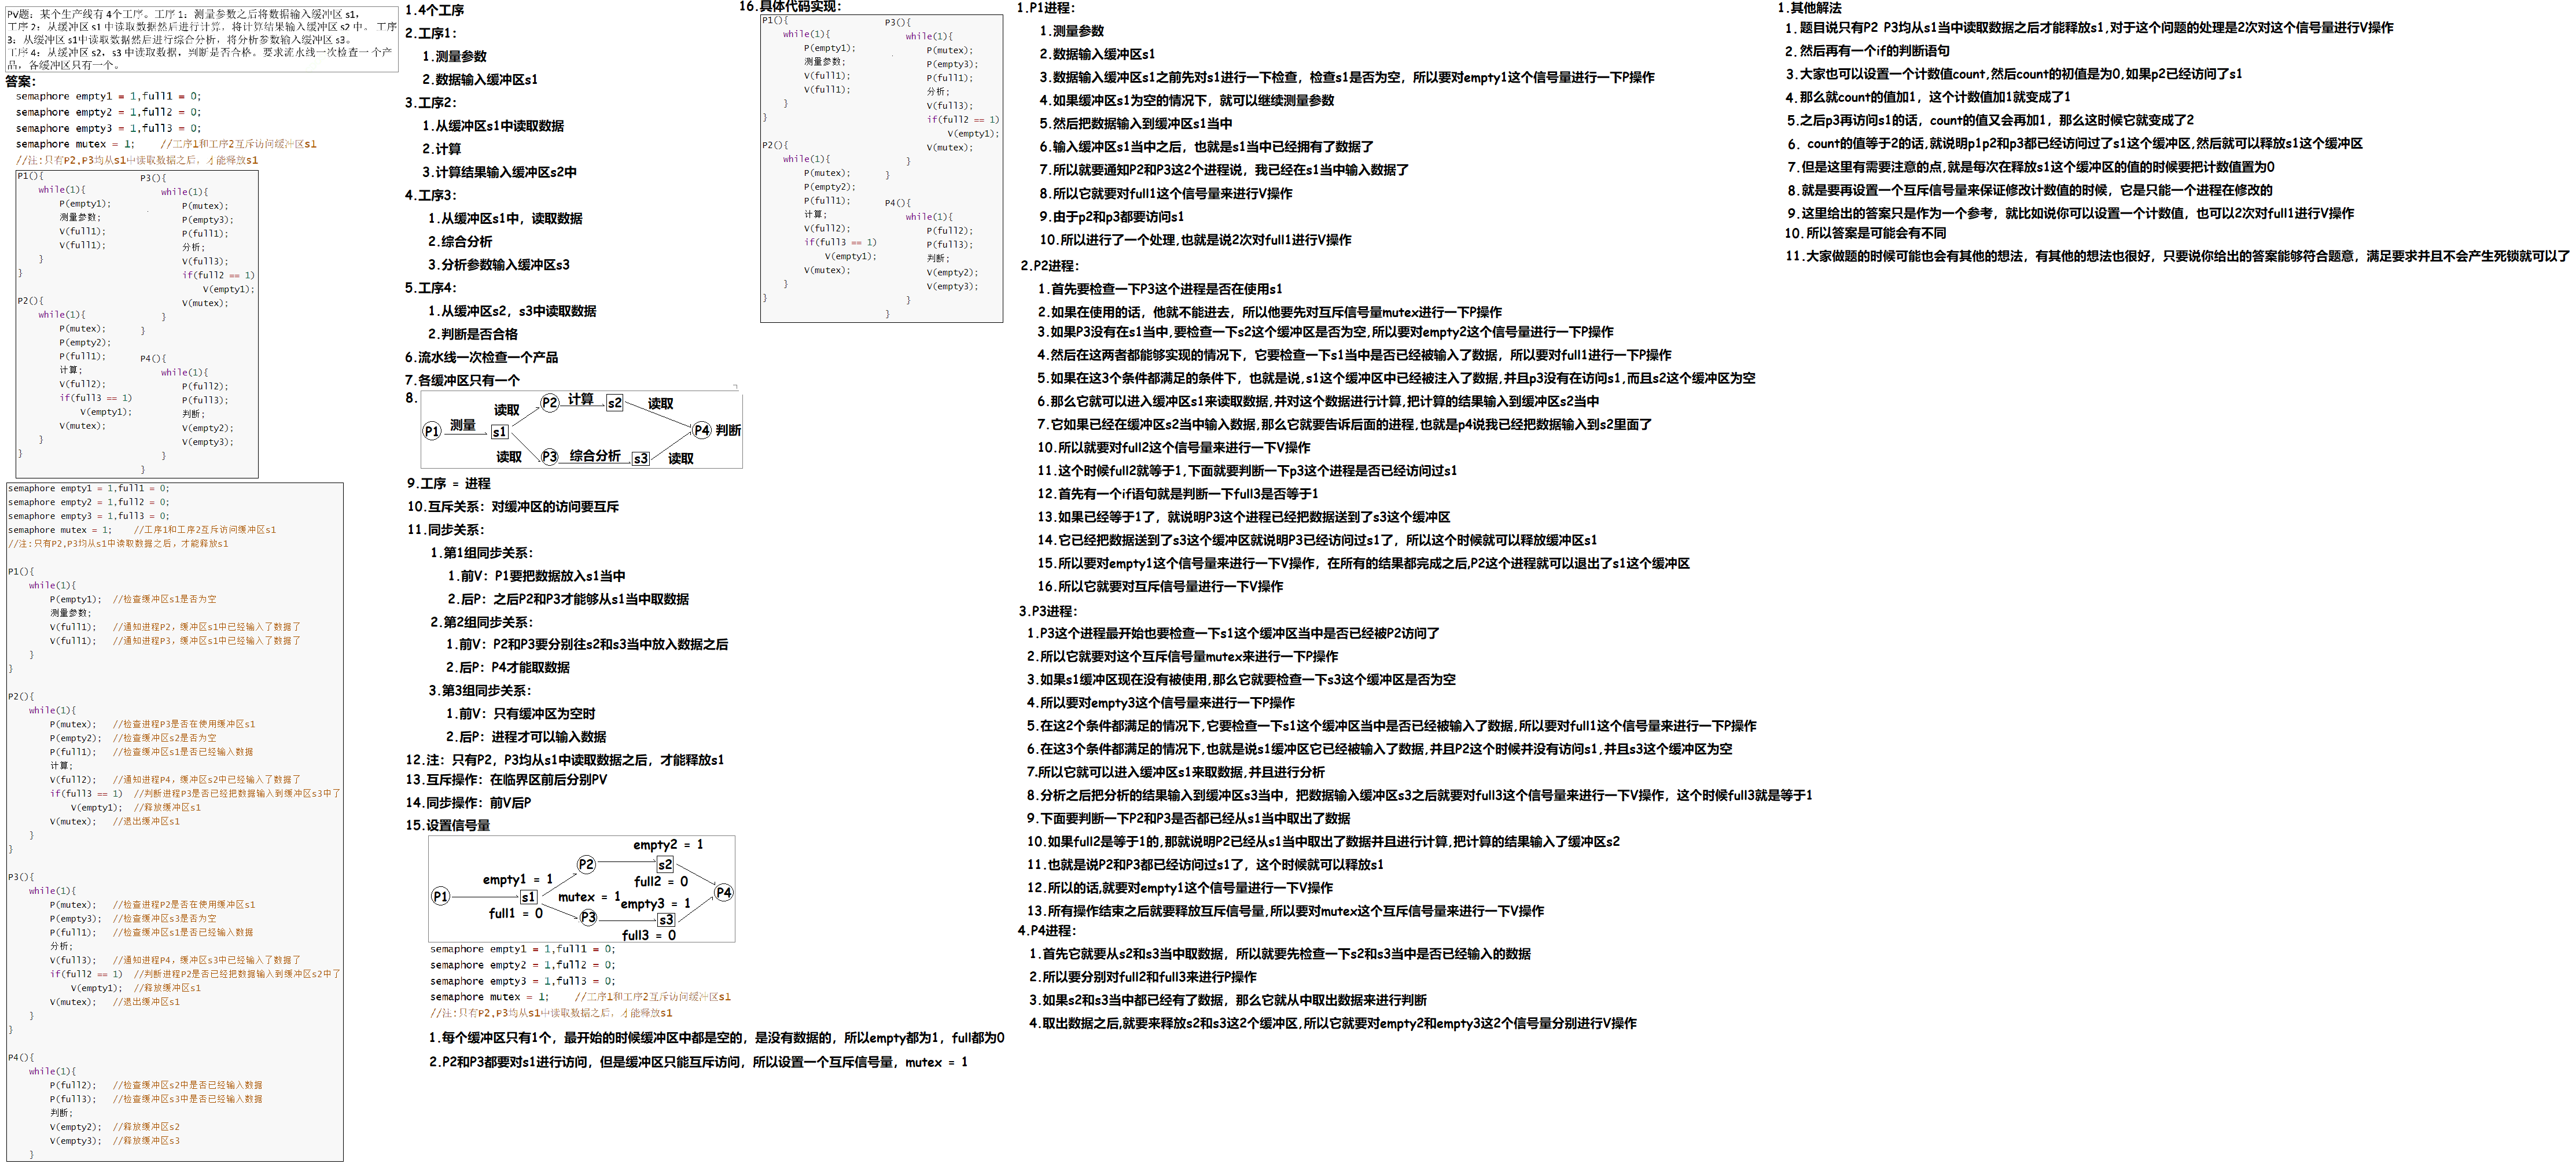 PV题：某个生产线有4个工序。工序1：测量参数之后将数据输入缓冲区s1，
工序2：从缓冲区s1中读取数据然后进行计算，将计算结果输入缓冲区s2中。 工序
3：从缓冲区s1中读取数据然后进行综合分析，将分析参数输入缓冲区s3。
工序4：从缓冲区s2，s3中读取数据，判断是否合格。要求流水线一次检查一个产
品，各缓冲区只有一个。
答案：
semaphore empty1 = 1,full1 = 0;
semaphore empty2 = 1,full2 = 0;
semaphore empty3 = 1,full3 = 0;
semaphore mutex = 1;    //工序1和工序2互斥访问缓冲区s1
//注:只有P2,P3均从s1中读取数据之后，才能释放s1
P1(){
while(1){
P(empty1);
测量参数;
V(full1);
V(full1);
}
}
P2(){
while(1){
P(mutex);
P(empty2);
P(full1);
计算;
V(full2);
if(full3 == 1)
V(empty1);
V(mutex);
}
}
P3(){
while(1){
P(mutex);
P(empty3);
P(full1);
分析;
V(full3);
if(full2 == 1)
V(empty1);
V(mutex);
}
}
P4(){
while(1){
P(full2);
P(full3);
判断;
V(empty2);
V(empty3);
}
}
semaphore empty1 = 1,full1 = 0;
semaphore empty2 = 1,full2 = 0;
semaphore empty3 = 1,full3 = 0;
semaphore mutex = 1;    //工序1和工序2互斥访问缓冲区s1
//注:只有P2,P3均从s1中读取数据之后，才能释放s1
P1(){
while(1){
P(empty1);  //检查缓冲区s1是否为空
测量参数;
V(full1);   //通知进程P2，缓冲区s1中已经输入了数据了
V(full1);   //通知进程P3，缓冲区s1中已经输入了数据了
}
}
P2(){
while(1){
P(mutex);   //检查进程P3是否在使用缓冲区s1
P(empty2);  //检查缓冲区s2是否为空
P(full1);   //检查缓冲区s1是否已经输入数据
计算;
V(full2);   //通知进程P4，缓冲区s2中已经输入了数据了
if(full3 == 1)  //判断进程P3是否已经把数据输入到缓冲区s3中了
V(empty1);  //释放缓冲区s1
V(mutex);   //退出缓冲区s1
}
}
P3(){
while(1){
P(mutex);   //检查进程P2是否在使用缓冲区s1
P(empty3);  //检查缓冲区s3是否为空
P(full1);   //检查缓冲区s1是否已经输入数据
分析;
V(full3);   //通知进程P4，缓冲区s3中已经输入了数据了
if(full2 == 1)  //判断进程P2是否已经把数据输入到缓冲区s2中了
V(empty1);  //释放缓冲区s1
V(mutex);   //退出缓冲区s1
}
}
P4(){
while(1){
P(full2);   //检查缓冲区s2中是否已经输入数据
P(full3);   //检查缓冲区s3中是否已经输入数据
判断;
V(empty2);  //释放缓冲区s2
V(empty3);  //释放缓冲区s3
}
1.4个工序
2.工序1：
1.测量参数
2.数据输入缓冲区s1
3.工序2：
1.从缓冲区s1中读取数据
2.计算
3.计算结果输入缓冲区s2中
4.工序3：
1.从缓冲区s1中，读取数据
2.综合分析
3.分析参数输入缓冲区s3
5.工序4：
1.从缓冲区s2，s3中读取数据
2.判断是否合格
6.流水线一次检查一个产品
7.各缓冲区只有一个
8.
P1 测量 s1
读取 P2 计算 s2 读取
P4 判断
读取 P3 综合分析 s3 读取
9.工序 = 进程
10.互斥关系：对缓冲区的访问要互斥
11.同步关系：
1.第1组同步关系：
1.前V：P1要把数据放入s1当中
2.后P：之后P2和P3才能够从s1当中取数据
2.第2组同步关系：
1.前V：P2和P3要分别往s2和s3当中放入数据之后
2.后P：P4才能取数据
3.第3组同步关系：
1.前V：只有缓冲区为空时
2.后P：进程才可以输入数据
12.注：只有P2，P3均从s1中读取数据之后，才能释放s1
13.互斥操作：在临界区前后分别PV
14.同步操作：前V后P
15.设置信号量
empty2 = 1
P2 s2
empty1 = 1 full2 = 0
P1 s1 mutex = 1 empty3 = 1 P4
full1 = 0 P3 s3
full3 = 0
semaphore empty1 = 1,full1 = 0;
semaphore empty2 = 1,full2 = 0;
semaphore empty3 = 1,full3 = 0;
semaphore mutex = 1;    //工序1和工序2互斥访问缓冲区s1
//注:只有P2,P3均从s1中读取数据之后，才能释放s1
1.每个缓冲区只有1个，最开始的时候缓冲区中都是空的，是没有数据的，所以empty都为1，full都为0
2.P2和P3都要对s1进行访问，但是缓冲区只能互斥访问，所以设置一个互斥信号量，mutex = 1
16.具体代码实现：
P1(){
while(1){
P(empty1);
测量参数;
V(full1);
V(full1);
}
}
P2(){
while(1){
P(mutex);
P(empty2);
P(full1);
计算;
V(full2);
if(full3 == 1)
V(empty1);
V(mutex);
}
}
P3(){
while(1){
P(mutex);
P(empty3);
P(full1);
分析;
V(full3);
if(full2 == 1)
V(empty1);
V(mutex);
}
}
P4(){
while(1){
P(full2);
P(full3);
判断;
V(empty2);
V(empty3);
}
}
1.P1进程：
1.测量参数
2.数据输入缓冲区s1
3.数据输入缓冲区s1之前先对s1进行一下检查，检查s1是否为空，所以要对empty1这个信号量进行一下P操作
4.如果缓冲区s1为空的情况下，就可以继续测量参数
5.然后把数据输入到缓冲区s1当中
6.输入缓冲区s1当中之后，也就是s1当中已经拥有了数据了
7.所以就要通知P2和P3这2个进程说，我已经在s1当中输入数据了
8.所以它就要对full1这个信号量来进行V操作
9.由于p2和p3都要访问s1
10.所以进行了一个处理,也就是说2次对full1进行V操作
2.P2进程：
1.首先要检查一下P3这个进程是否在使用s1
2.如果在使用的话，他就不能进去，所以他要先对互斥信号量mutex进行一下P操作
3.如果P3没有在s1当中,要检查一下s2这个缓冲区是否为空,所以要对empty2这个信号量进行一下P操作
4.然后在这两者都能够实现的情况下，它要检查一下s1当中是否已经被输入了数据，所以要对full1进行一下P操作
5.如果在这3个条件都满足的条件下，也就是说,s1这个缓冲区中已经被注入了数据,并且p3没有在访问s1,而且s2这个缓冲区为空
6.那么它就可以进入缓冲区s1来读取数据,并对这个数据进行计算,把计算的结果输入到缓冲区s2当中
7.它如果已经在缓冲区s2当中输入数据,那么它就要告诉后面的进程,也就是p4说我已经把数据输入到s2里面了
10.所以就要对full2这个信号量来进行一下V操作
11.这个时候full2就等于1,下面就要判断一下p3这个进程是否已经访问过s1
12.首先有一个if语句就是判断一下full3是否等于1
13.如果已经等于1了，就说明P3这个进程已经把数据送到了s3这个缓冲区
14.它已经把数据送到了s3这个缓冲区就说明P3已经访问过s1了，所以这个时候就可以释放缓冲区s1
15.所以要对empty1这个信号量来进行一下V操作，在所有的结果都完成之后,P2这个进程就可以退出了s1这个缓冲区
16.所以它就要对互斥信号量进行一下V操作
3.P3进程：
1.P3这个进程最开始也要检查一下s1这个缓冲区当中是否已经被P2访问了
2.所以它就要对这个互斥信号量mutex来进行一下P操作
3.如果s1缓冲区现在没有被使用,那么它就要检查一下s3这个缓冲区是否为空
4.所以要对empty3这个信号量来进行一下P操作
5.在这2个条件都满足的情况下,它要检查一下s1这个缓冲区当中是否已经被输入了数据,所以要对full1这个信号量来进行一下P操作
6.在这3个条件都满足的情况下,也就是说s1缓冲区它已经被输入了数据,并且P2这个时候并没有访问s1,并且s3这个缓冲区为空
7.所以它就可以进入缓冲区s1来取数据,并且进行分析
8.分析之后把分析的结果输入到缓冲区s3当中，把数据输入缓冲区s3之后就要对full3这个信号量来进行一下V操作，这个时候full3就是等于1
9.下面要判断一下P2和P3是否都已经从s1当中取出了数据
10.如果full2是等于1的,那就说明P2已经从s1当中取出了数据并且进行计算,把计算的结果输入了缓冲区s2
11.也就是说P2和P3都已经访问过s1了，这个时候就可以释放s1
12.所以的话,就要对empty1这个信号量进行一下V操作
13.所有操作结束之后就要释放互斥信号量,所以要对mutex这个互斥信号量来进行一下V操作
4.P4进程：
1.首先它就要从s2和s3当中取数据，所以就要先检查一下s2和s3当中是否已经输入的数据
2.所以要分别对full2和full3来进行P操作
3.如果s2和s3当中都已经有了数据，那么它就从中取出数据来进行判断
4.取出数据之后,就要来释放s2和s3这2个缓冲区,所以它就要对empty2和empty3这2个信号量分别进行V操作
1.其他解法
1.题目说只有P2 P3均从s1当中读取数据之后才能释放s1,对于这个问题的处理是2次对这个信号量进行V操作
2.然后再有一个if的判断语句
3.大家也可以设置一个计数值count,然后count的初值是为0,如果p2已经访问了s1
4.那么就count的值加1，这个计数值加1就变成了1
5.之后p3再访问s1的话，count的值又会再加1，那么这时候它就变成了2
6. count的值等于2的话,就说明p1p2和p3都已经访问过了s1这个缓冲区,然后就可以释放s1这个缓冲区
7.但是这里有需要注意的点,就是每次在释放s1这个缓冲区的值的时候要把计数值置为0
8.就是要再设置一个互斥信号量来保证修改计数值的时候，它是只能一个进程在修改的
9.这里给出的答案只是作为一个参考，就比如说你可以设置一个计数值，也可以2次对full1进行V操作
10.所以答案是可能会有不同
11.大家做题的时候可能也会有其他的想法，有其他的想法也很好，只要说你给出的答案能够符合题意，满足要求并且不会产生死锁就可以了